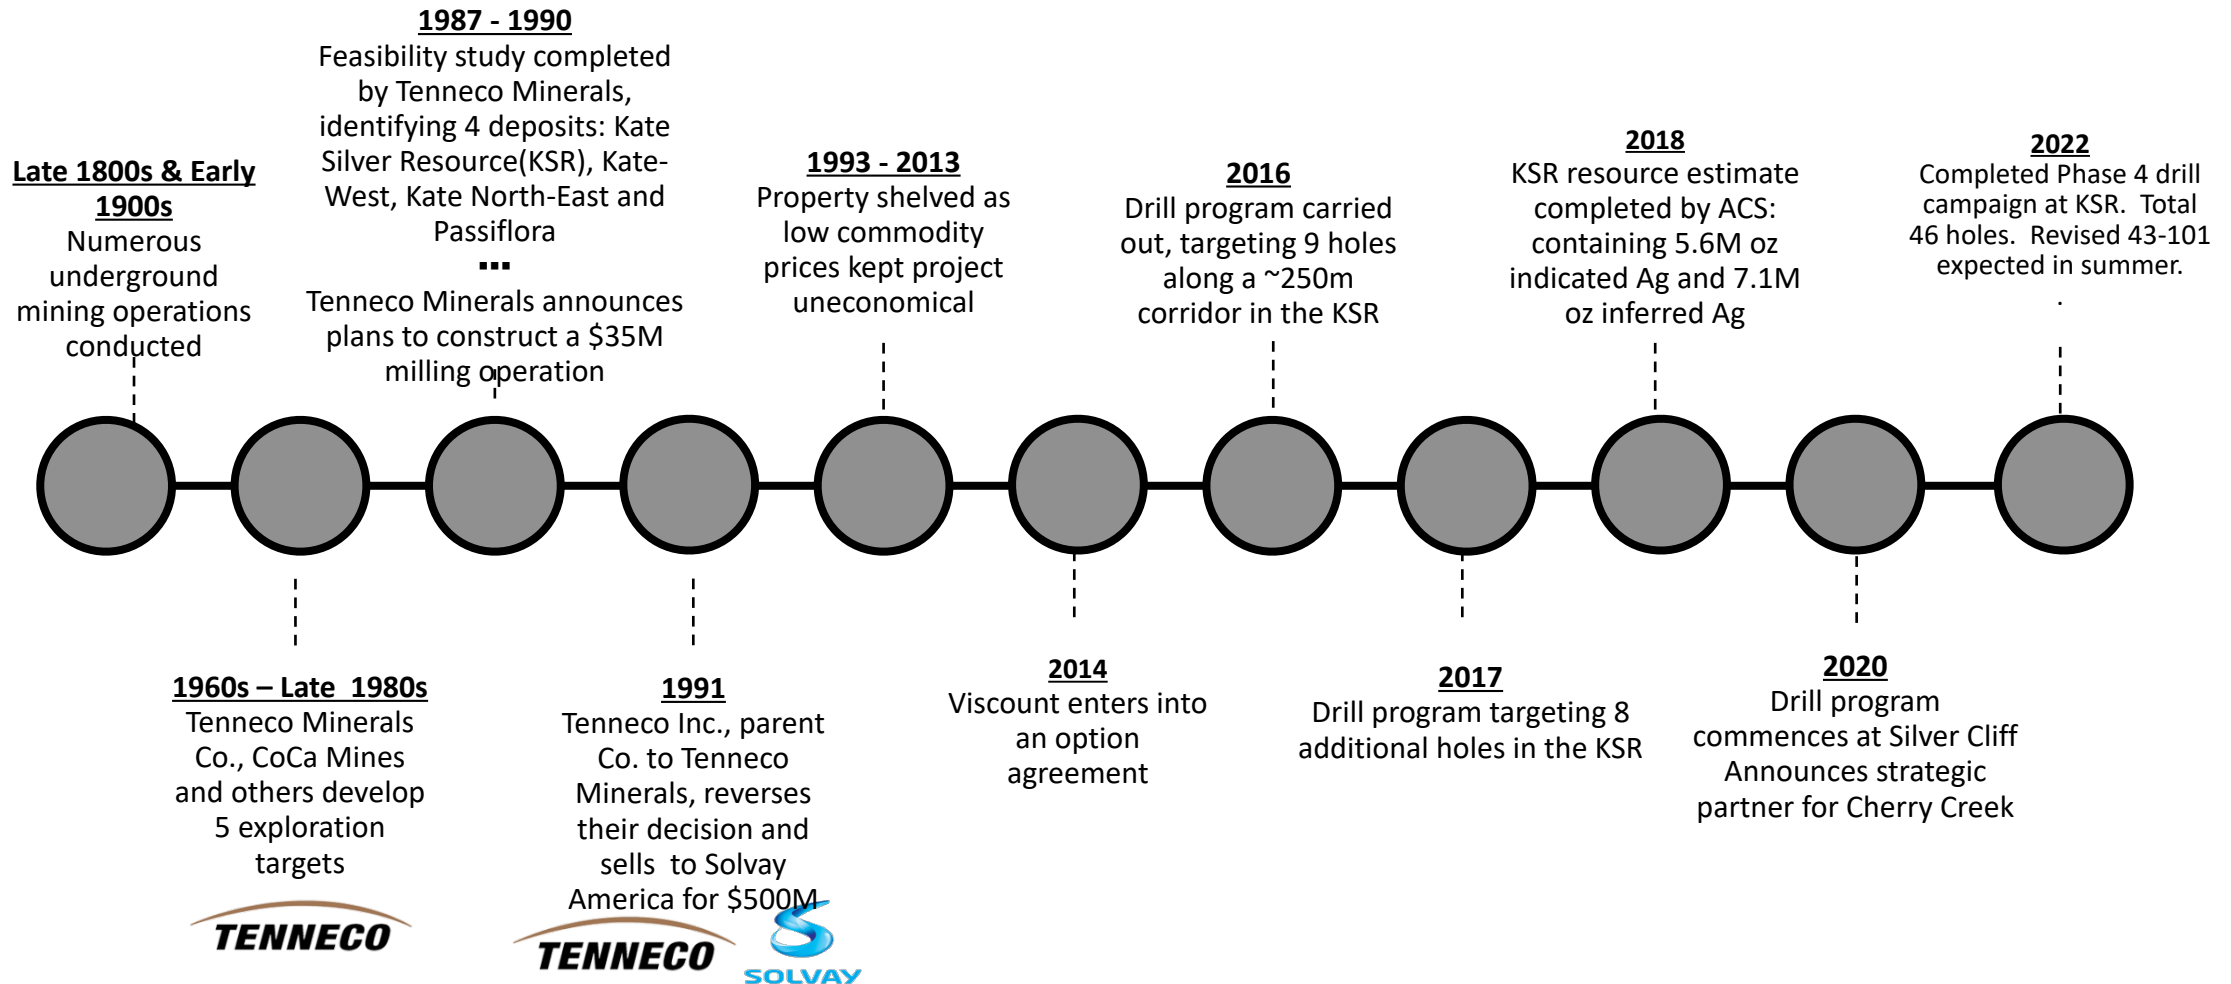 Late 1800s & Early
1900s
Numerous
underground
mining operations
conducted
1960s – Late 1980s
Tenneco Minerals
Co., CoCa Mines
and others develop
5 exploration
targets
TENNECO
1987 - 1990
Feasibility study completed
by Tenneco Minerals,
identifying 4 deposits: Kate
Silver Resource(KSR), Kate-
West, Kate North-East and
Passiflora
...
Tenneco Minerals announces
plans to construct a $35M
milling operation
1991
Tenneco Inc., parent
Co. to Tenneco
Minerals, reverses
their decision and
sells to Solvay
America for $500M
TENNECO
SOLVAY
1993 - 2013
Property shelved as
low commodity
prices kept project
uneconomical
2014
Viscount enters into
an option
agreement
2016
Drill program carried
out, targeting 9 holes
along a ~250m
corridor in the KSR
2017
Drill program targeting 8
additional holes in the KSR
2018
KSR resource estimate
completed by ACS:
containing 5.6M oz
indicated Ag and 7.1M
oz inferred Ag
2020
Drill program
commences at Silver Cliff
Announces strategic
partner for Cherry Creek
2022
Completed Phase 4 drill
campaign at KSR. Total
46 holes. Revised 43-101
expected in summer.
.